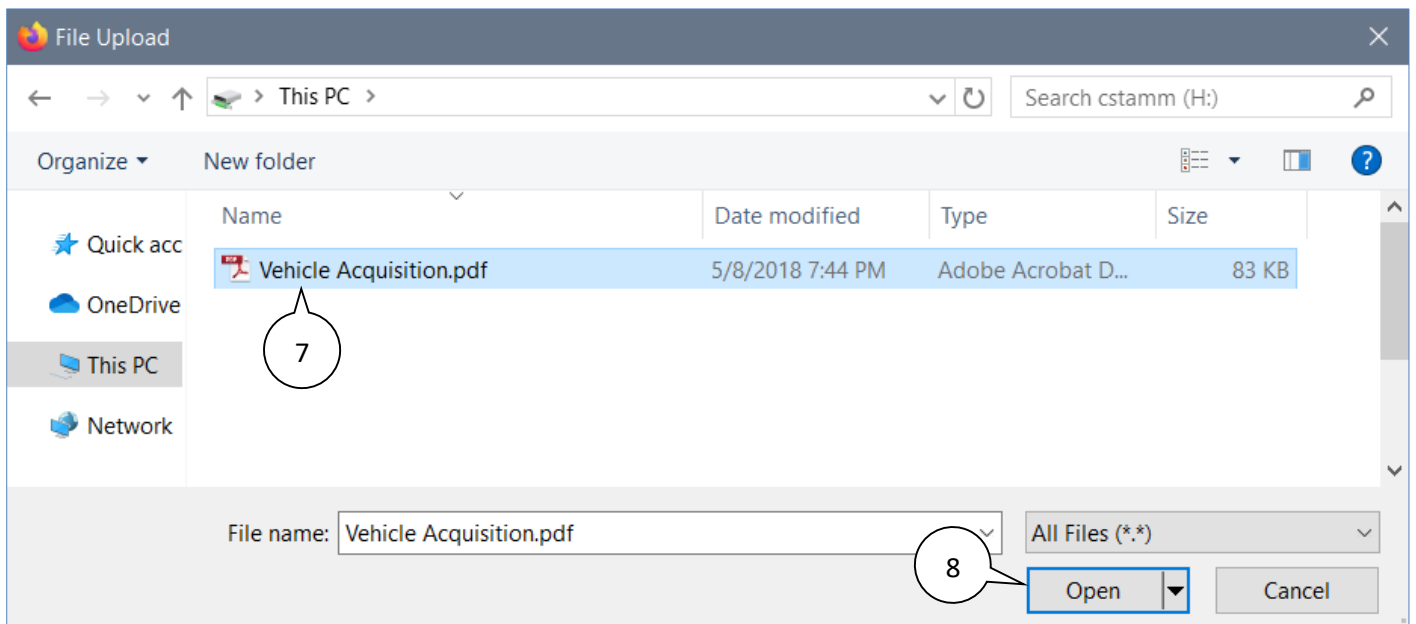 File Upload
This PC
Search cstamm (H:)
Organize
New folder
Name
Date modified
Type
Size
Quick acc
Vehicle Acquisition.pdf
5/8/2018 7:44 PM
Adobe Acrobat D...
83 KB
OneDrive
7
This PC
Network
File name:
Vehicle Acquisition.pdf
All Files (*.*)
8
Open
Cancel